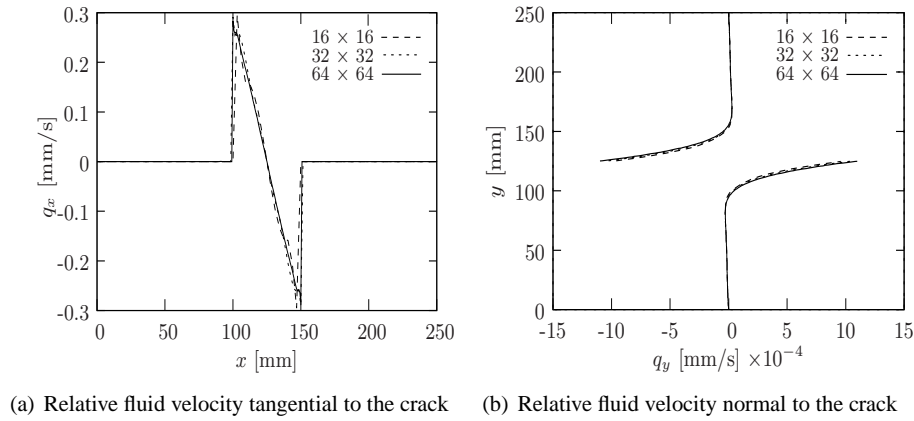 0.3
0.2
0.1
0
-0.1
-0.2
-0.3
q_x [mm/s]
16 × 16
32 × 32
64 × 64
0 50 100 150 200 250
x [mm]
250
200
150
100
50
0
y [mm]
16 × 16
32 × 32
64 × 64
-15 -10 -5 0 5 10 15
q_y [mm/s] ×10^-4
(a) Relative fluid velocity tangential to the crack
(b) Relative fluid velocity normal to the crack